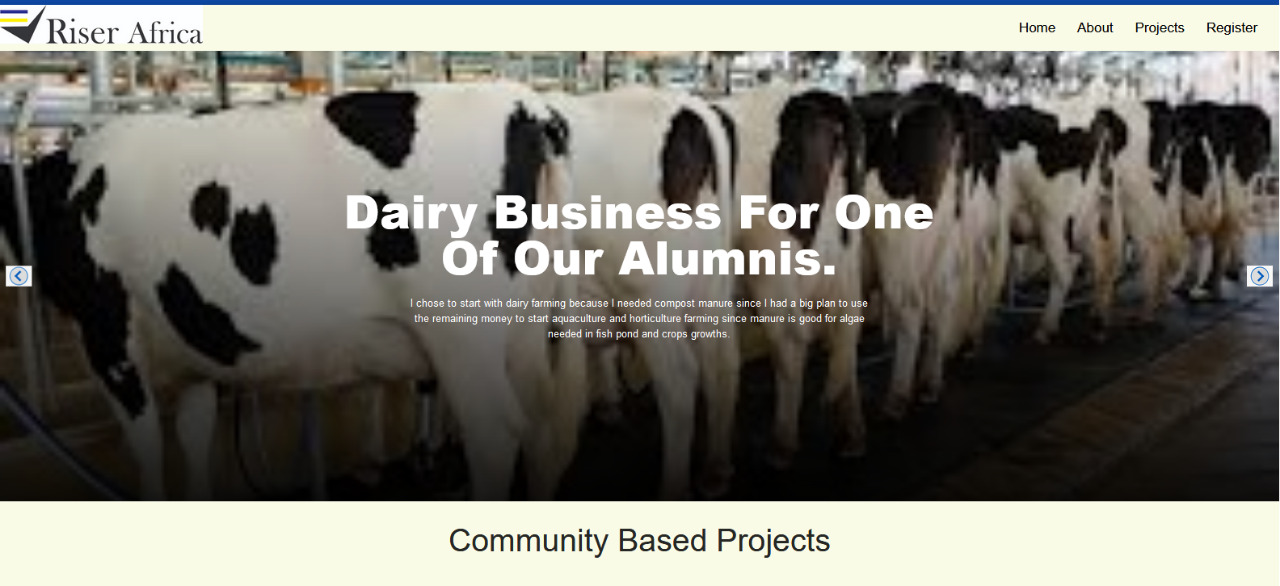 Riser Africa
Home About Projects Register
Dairy Business For One
Of Our Alumnis.
I chose to start with dairy farming because I needed compost manure since I had a big plan to use
the remaining money to start aquaculture and horticulture farming since manure is good for algae
needed in fish pond and crops growths.
Community Based Projects